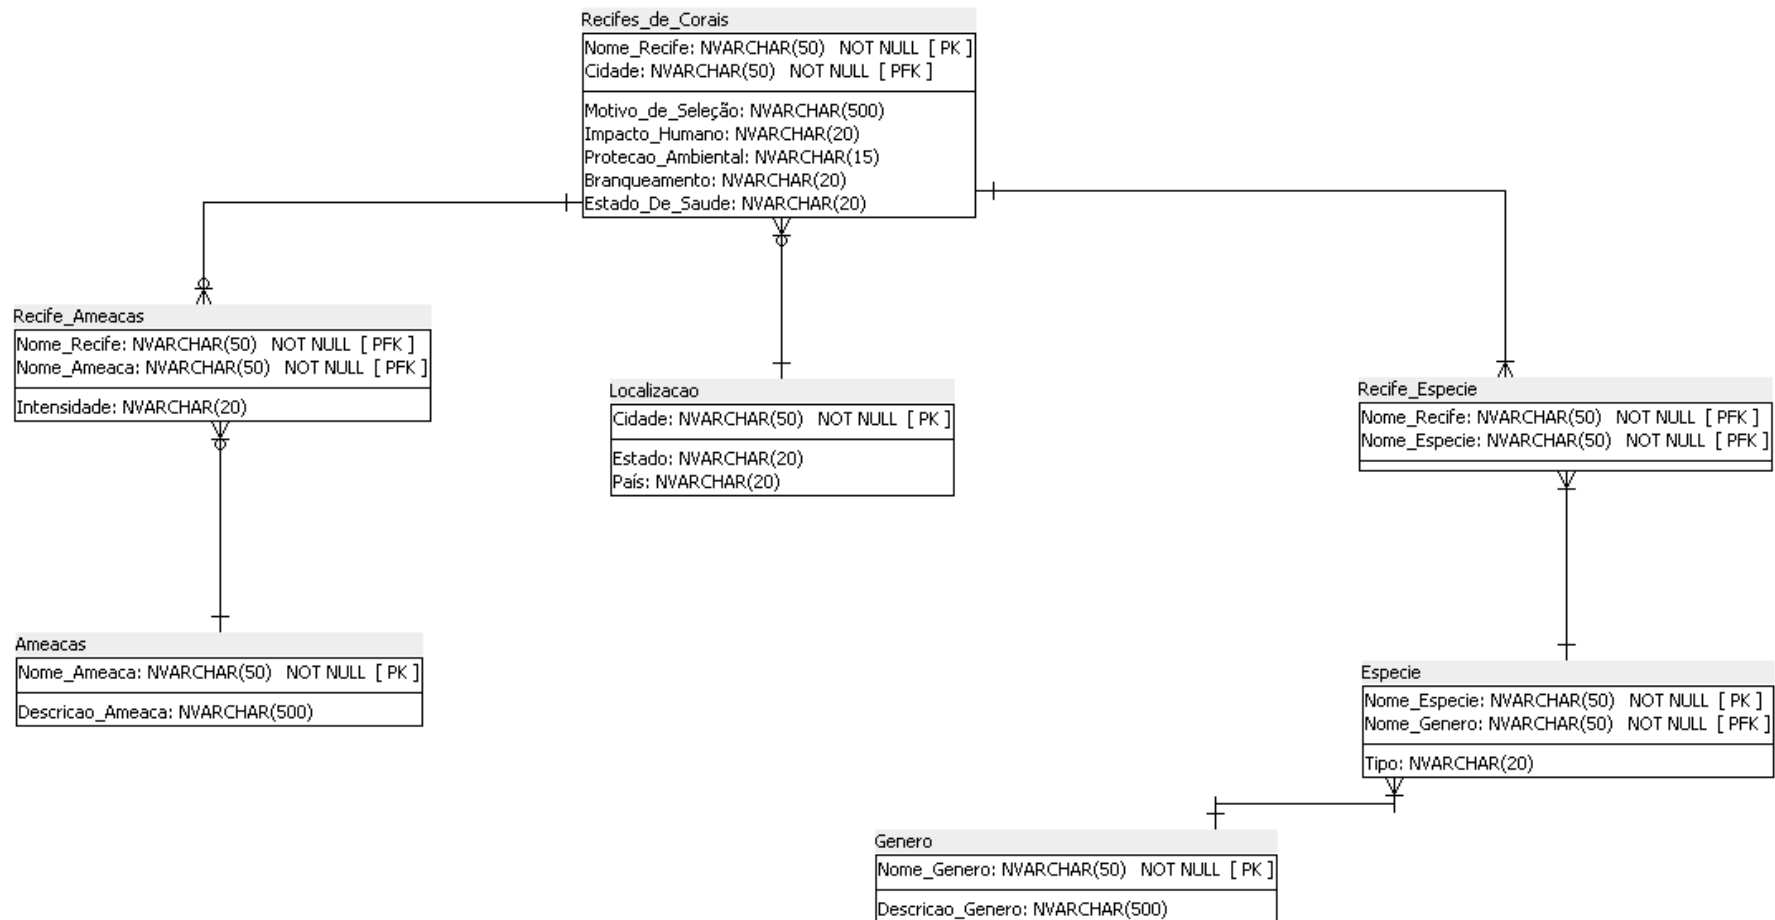 Recifes_de_Corais
Nome_Recife: NVARCHAR(50) NOT NULL [ PK ]
Cidade: NVARCHAR(50) NOT NULL [ PFK ]
Motivo_de_Seleção: NVARCHAR(500)
Impacto_Humano: NVARCHAR(20)
Protecao_Ambiental: NVARCHAR(15)
Branqueamento: NVARCHAR(20)
Estado_De_Saude: NVARCHAR(20)
Recife_Ameacas
Nome_Recife: NVARCHAR(50) NOT NULL [ PFK ]
Nome_Ameaca: NVARCHAR(50) NOT NULL [ PFK ]
Intensidade: NVARCHAR(20)
Localizacao
Cidade: NVARCHAR(50) NOT NULL [ PK ]
Estado: NVARCHAR(20)
País: NVARCHAR(20)
Recife_Especie
Nome_Recife: NVARCHAR(50) NOT NULL [ PFK ]
Nome_Especie: NVARCHAR(50) NOT NULL [ PFK ]
Ameacas
Nome_Ameaca: NVARCHAR(50) NOT NULL [ PK ]
Descricao_Ameaca: NVARCHAR(500)
Especie
Nome_Especie: NVARCHAR(50) NOT NULL [ PK ]
Nome_Genero: NVARCHAR(50) NOT NULL [ PFK ]
Tipo: NVARCHAR(20)
Genero
Nome_Genero: NVARCHAR(50) NOT NULL [ PK ]
Descricao_Genero: NVARCHAR(500)